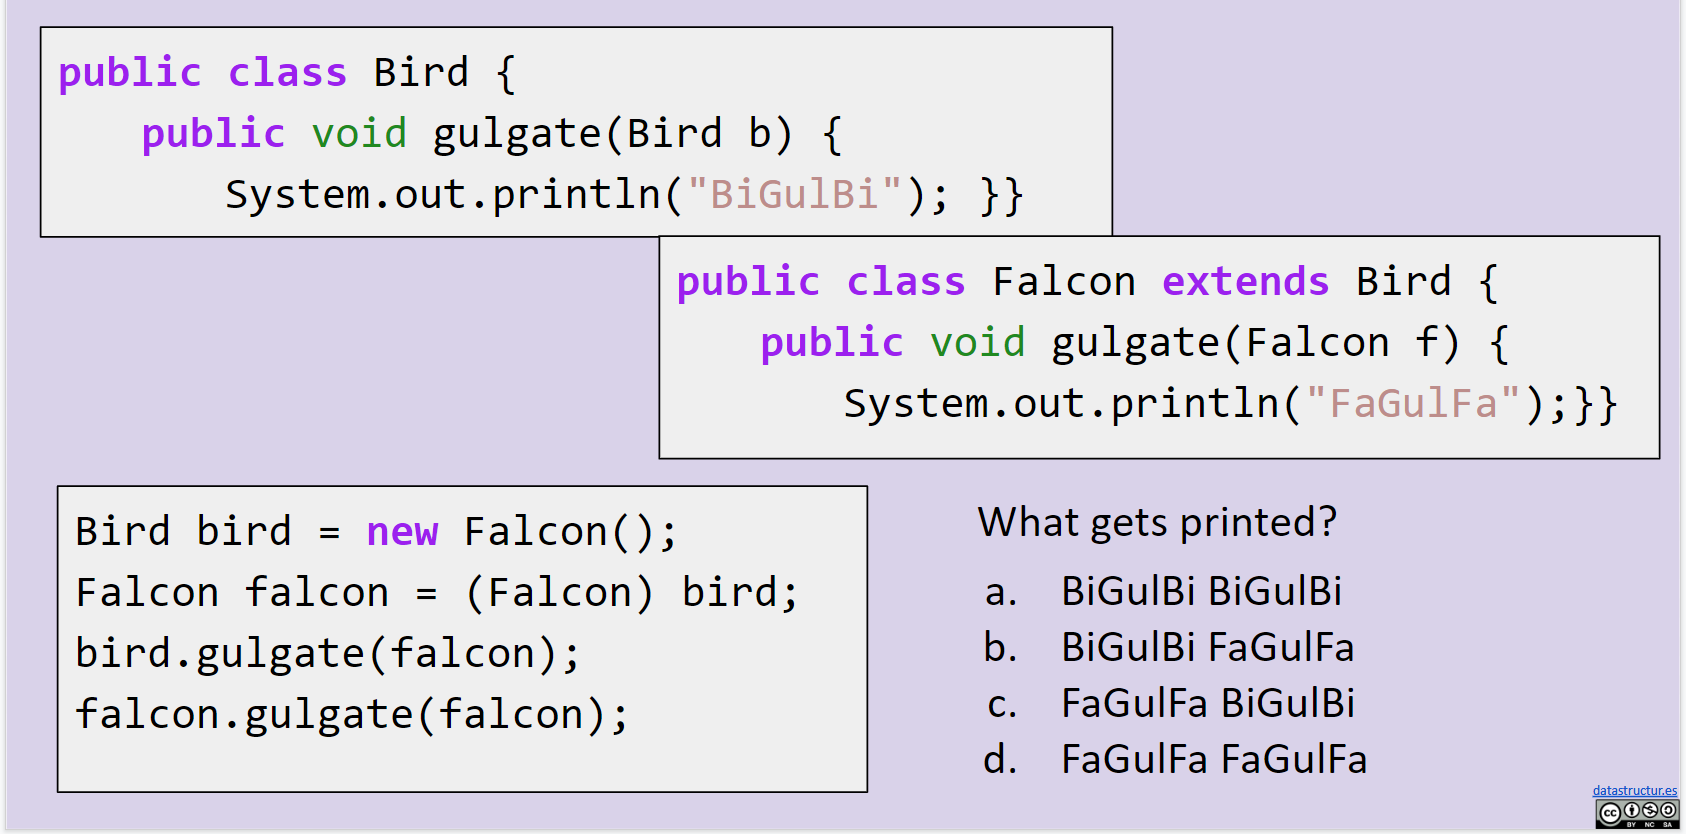 public class Bird {
    public void gulgate(Bird b) {
        System.out.println("BiGulBi"); }}
public class Falcon extends Bird {
    public void gulgate(Falcon f) {
        System.out.println("FaGulFa");}}
Bird bird = new Falcon();
Falcon falcon = (Falcon) bird;
bird.gulgate(falcon);
falcon.gulgate(falcon);
What gets printed?
a. BiGulBi BiGulBi
b. BiGulBi FaGulFa
c. FaGulFa BiGulBi
d. FaGulFa FaGulFa
datastructur.es
cc
BY NC SA